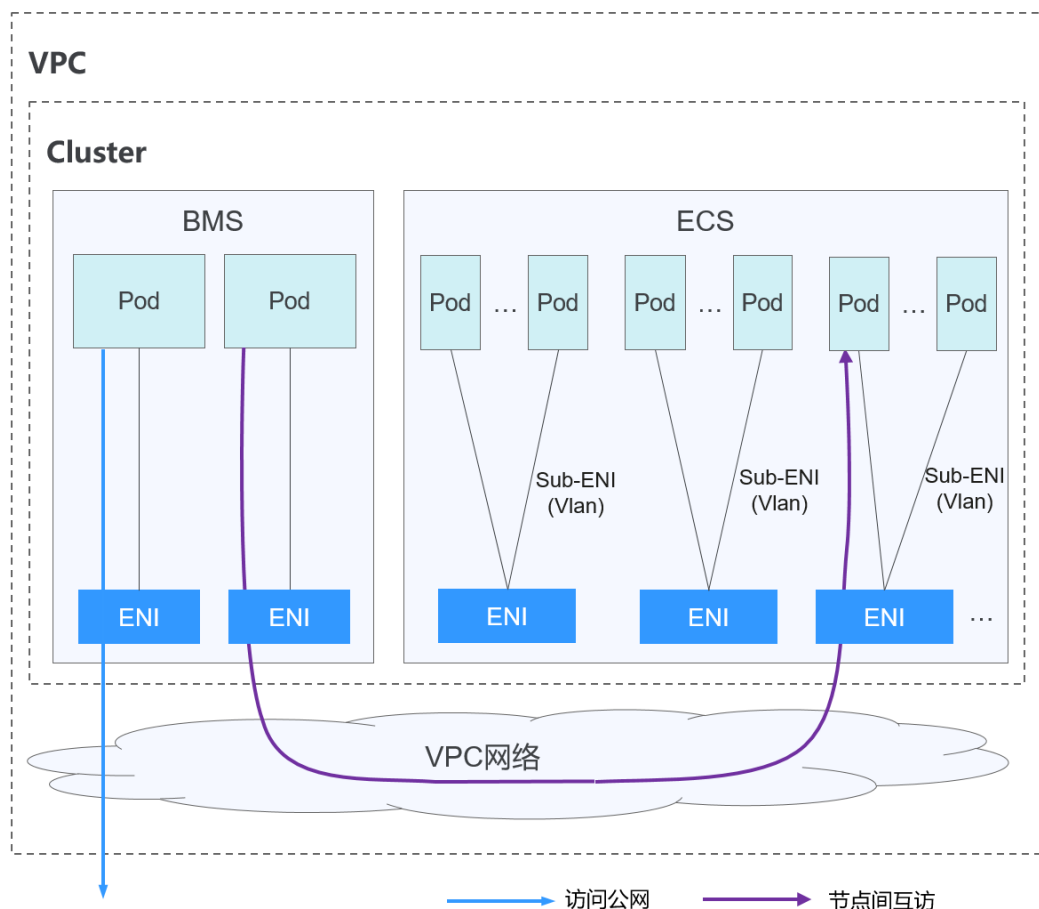 VPC
Cluster
BMS
ECS
Pod
Pod
Pod
...
Pod
Pod
...
Pod
Pod
...
Pod
Sub-ENI
(Vlan)
Sub-ENI
(Vlan)
Sub-ENI
(Vlan)
ENI
ENI
ENI
ENI
ENI
...
VPC网络
访问公网
节点间互访